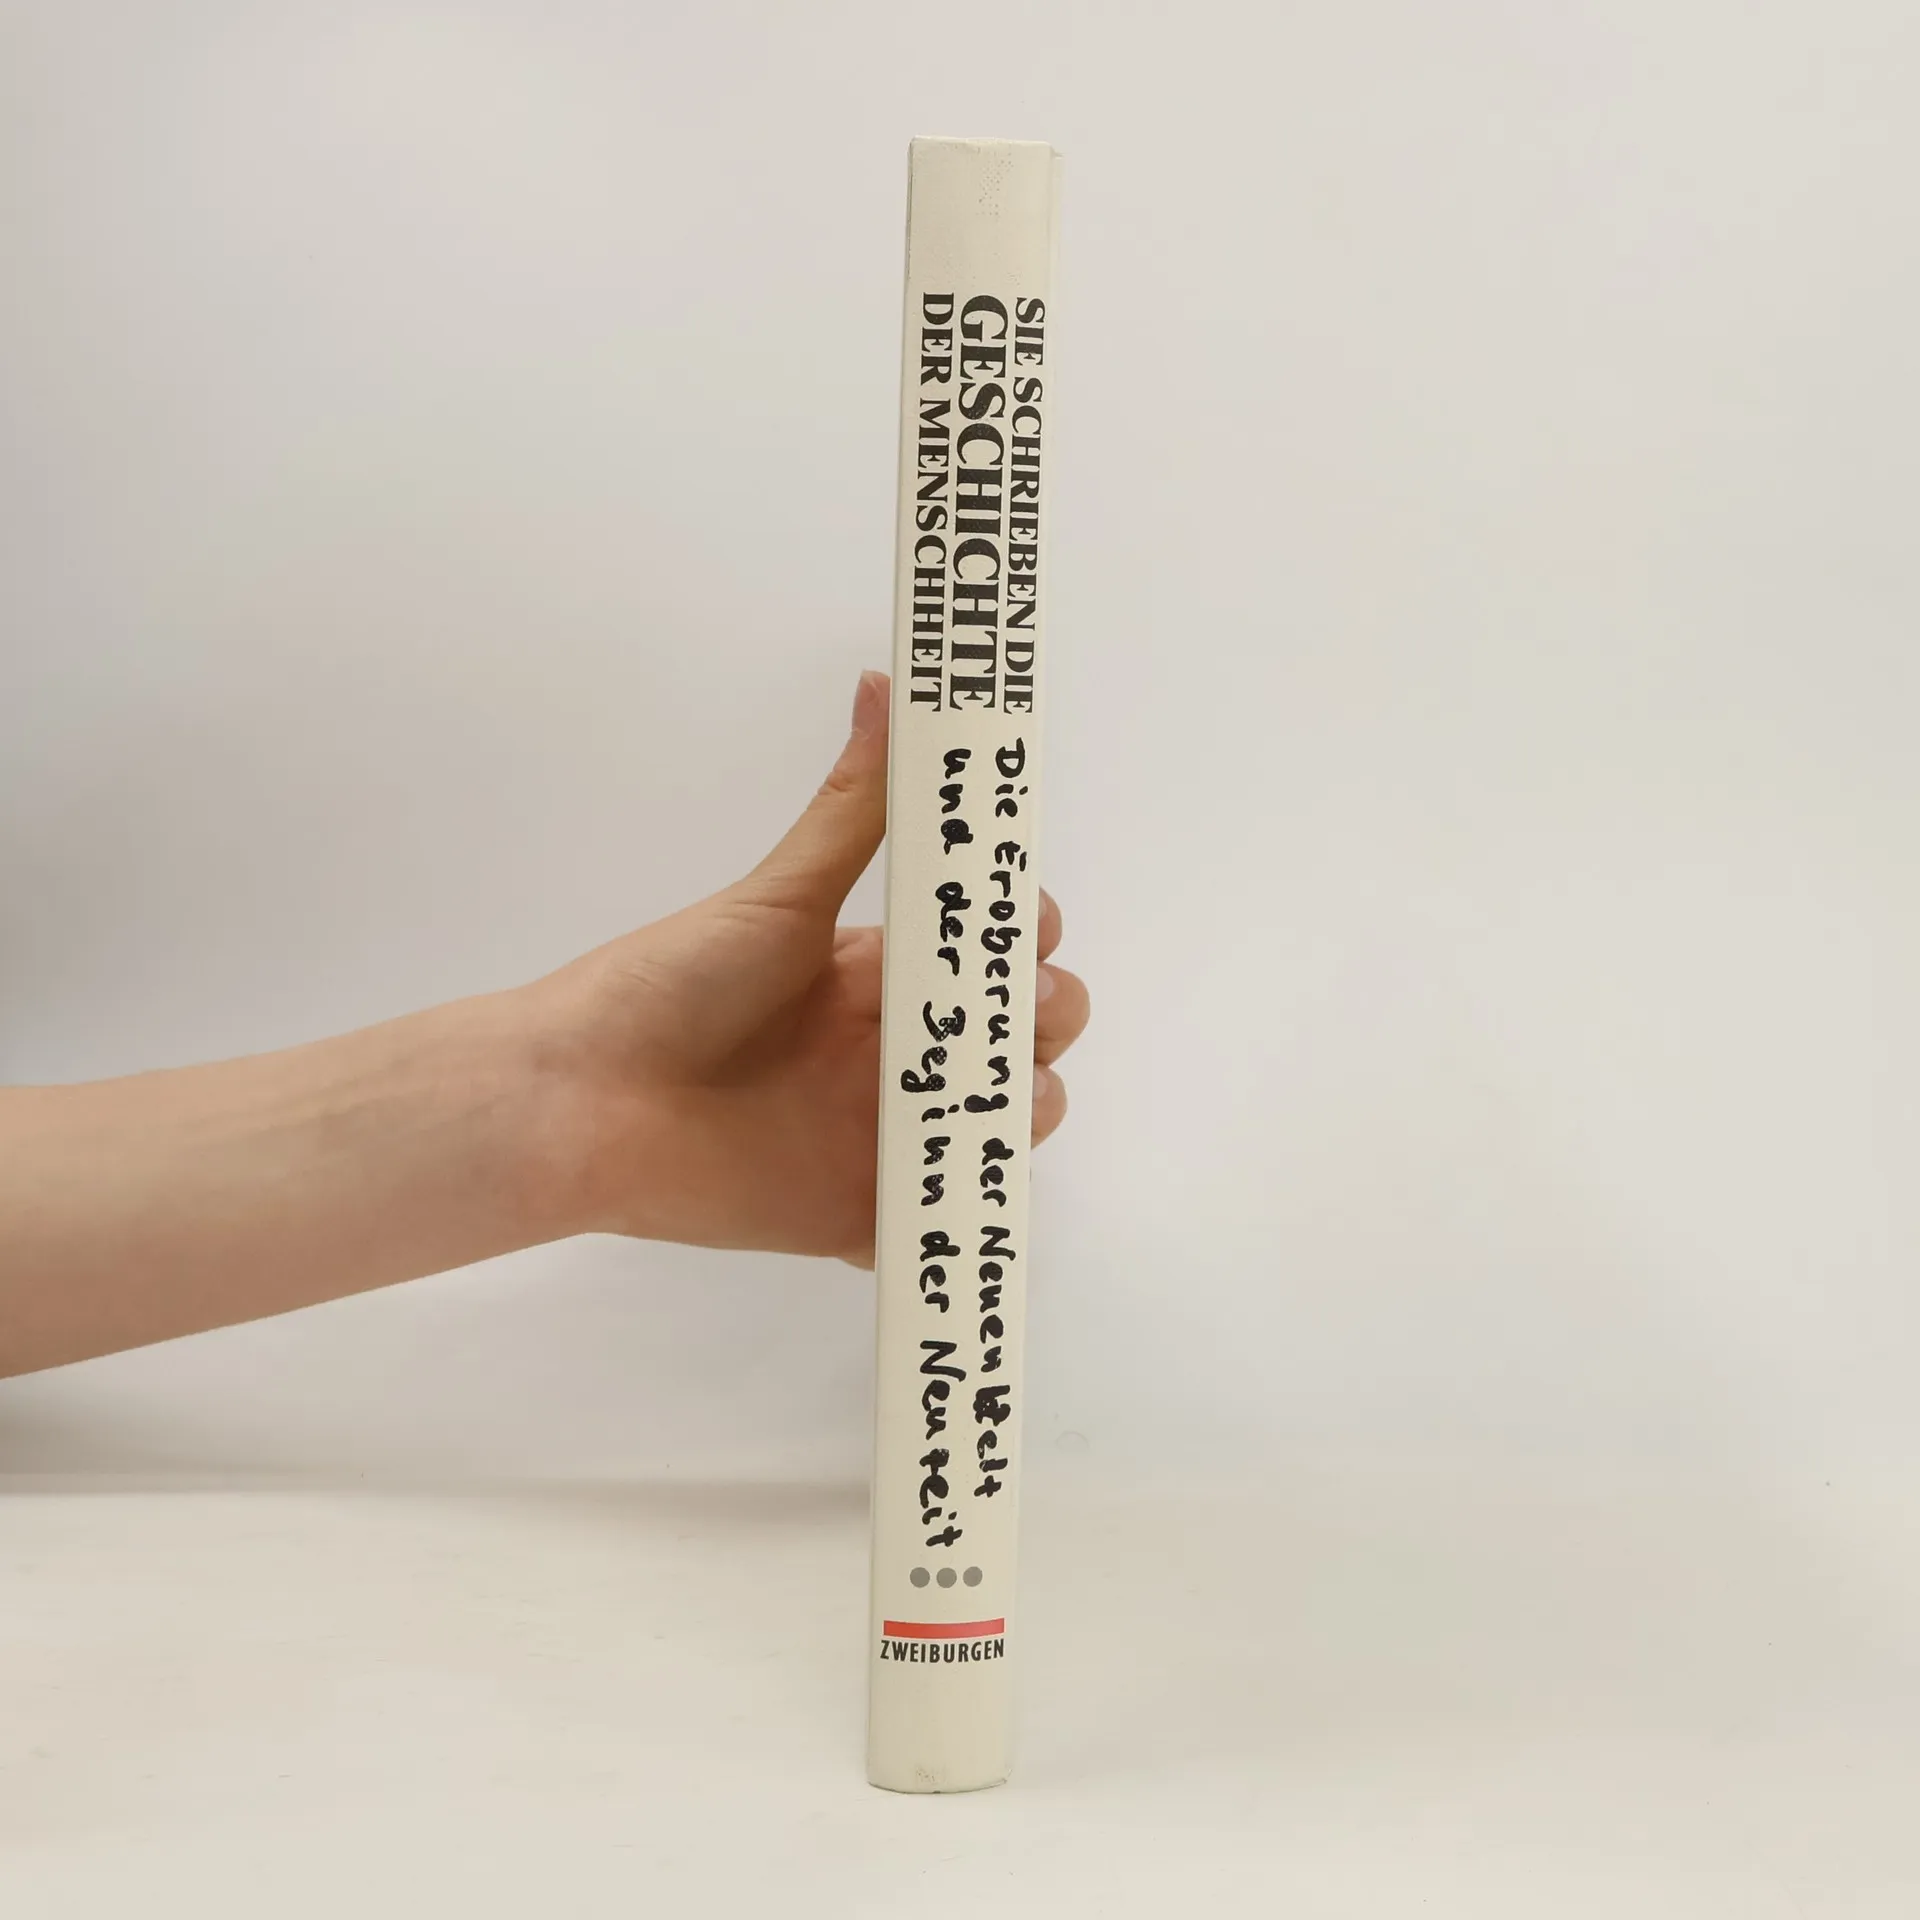 SIE SCHRIEBEN DIE
GESCHICHTE
DER MENSCHHEIT
Die Eroberung der Neuen Welt
und der Beginn der Neuzeit
ZWEIBURGEN